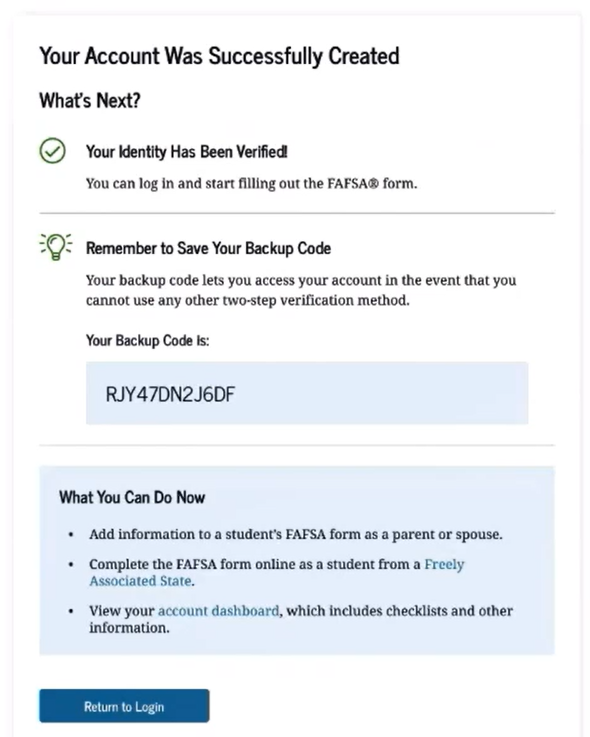 Your Account Was Successfully Created
What's Next?
Your Identity Has Been Verified!
You can log in and start filling out the FAFSA® form.
Remember to Save Your Backup Code
Your backup code lets you access your account in the event that you
cannot use any other two-step verification method.
Your Backup Code Is:
RJY47DN2J6DF
What You Can Do Now
• Add information to a student's FAFSA form as a parent or spouse.
• Complete the FAFSA form online as a student from a Freely
Associated State.
• View your account dashboard, which includes checklists and other
information.
Return to Login